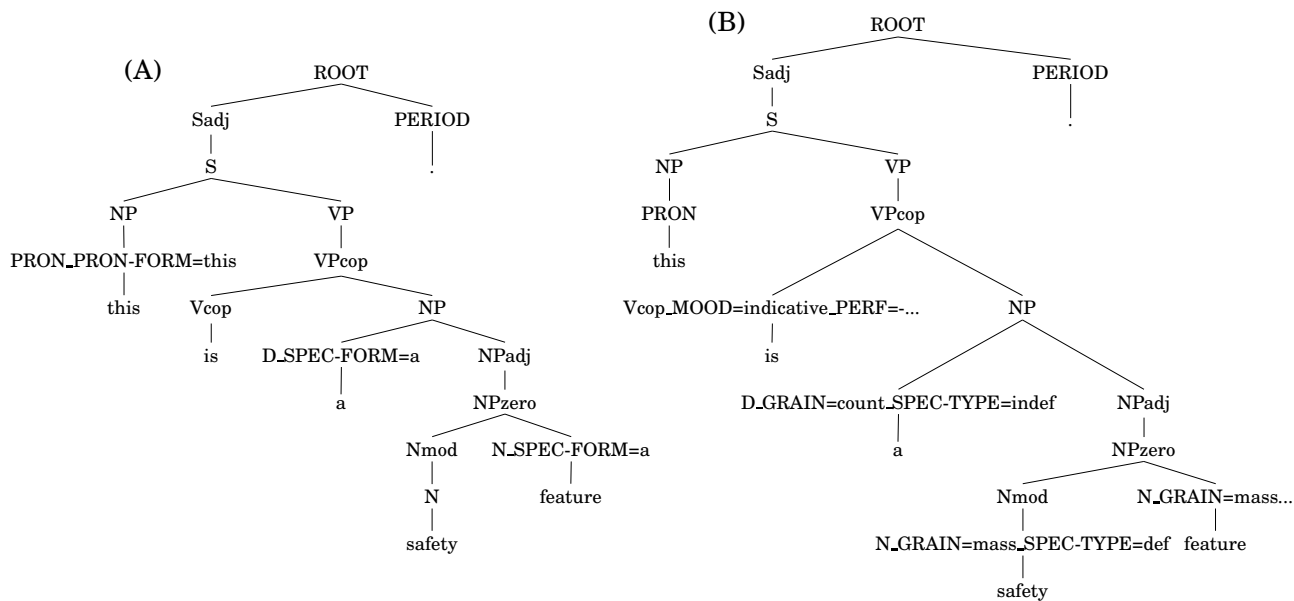 (A)
ROOT
Sadj PERIOD
S .
NP VP
PRON_PRON-FORM=this VPcop
this Vcop NP
is D_SPEC-FORM=a NPadj
a NPzero
Nmod N_SPEC-FORM=a
N feature
safety
(B)
ROOT
Sadj PERIOD
S .
NP VP
PRON VPcop
this
Vcop_MOOD=indicative_PERF=-... NP
is
D_GRAIN=count_SPEC-TYPE=indef NPadj
a NPzero
Nmod N_GRAIN=mass...
N_GRAIN=mass_SPEC-TYPE=def feature
safety